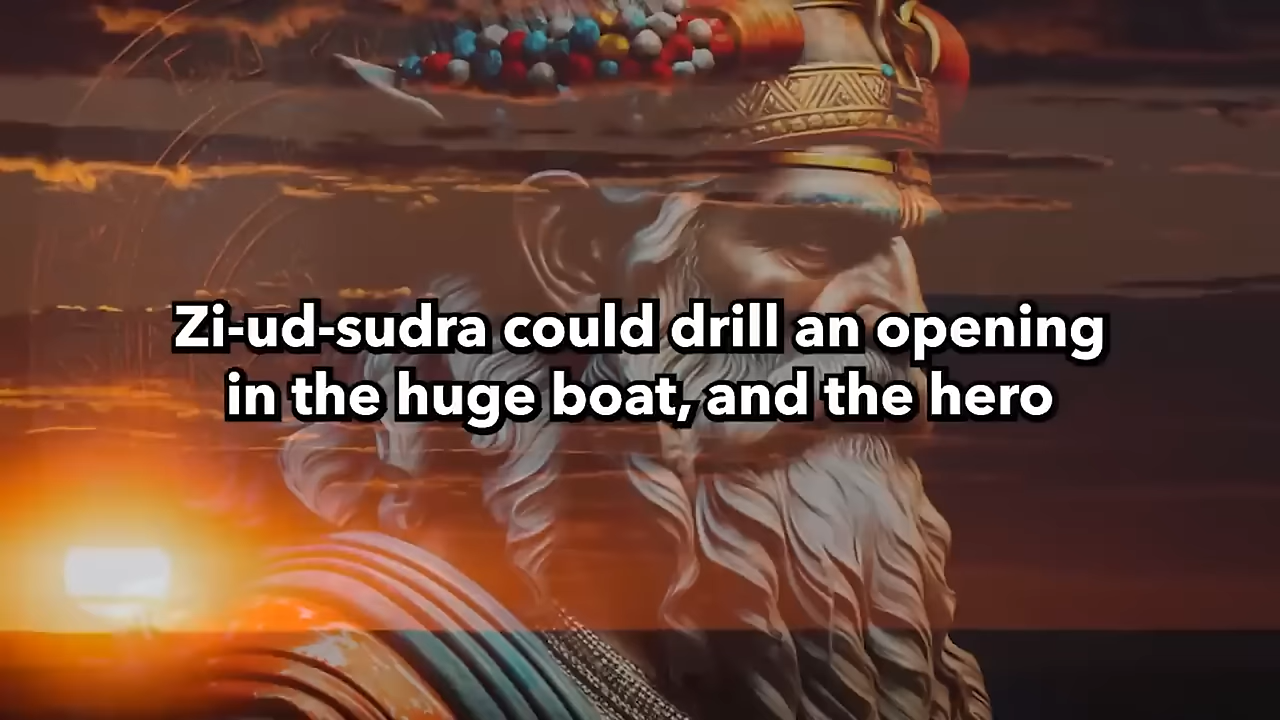 Zi-ud-sudra could drill an opening
in the huge boat, and the hero